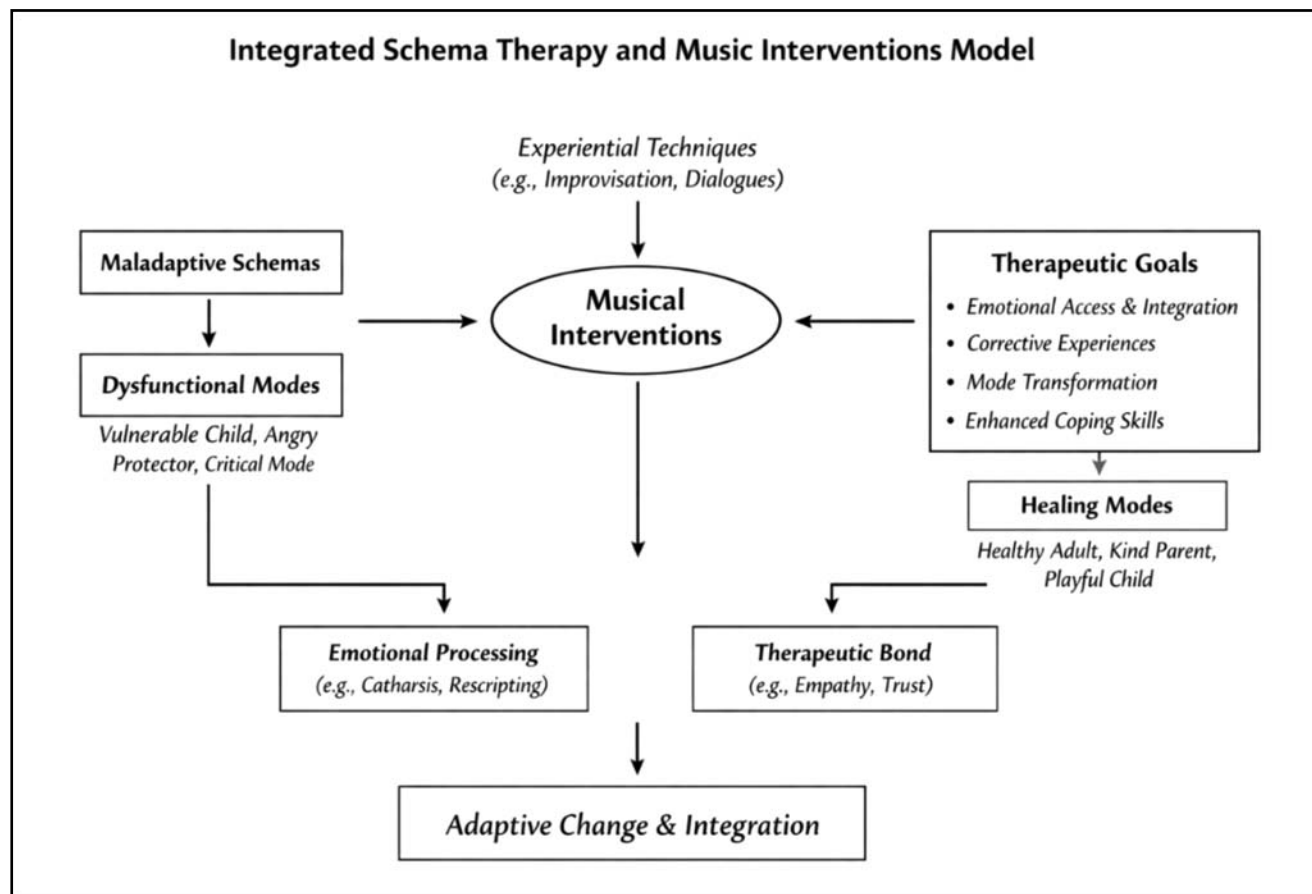 Integrated Schema Therapy and Music Interventions Model
Experiential Techniques
(e.g., Improvisation, Dialogues)
Maladaptive Schemas
Musical
Interventions
Therapeutic Goals
• Emotional Access & Integration
• Corrective Experiences
• Mode Transformation
• Enhanced Coping Skills
Dysfunctional Modes
Vulnerable Child, Angry
Protector, Critical Mode
Healing Modes
Healthy Adult, Kind Parent,
Playful Child
Emotional Processing
(e.g., Catharsis, Rescripting)
Therapeutic Bond
(e.g., Empathy, Trust)
Adaptive Change & Integration